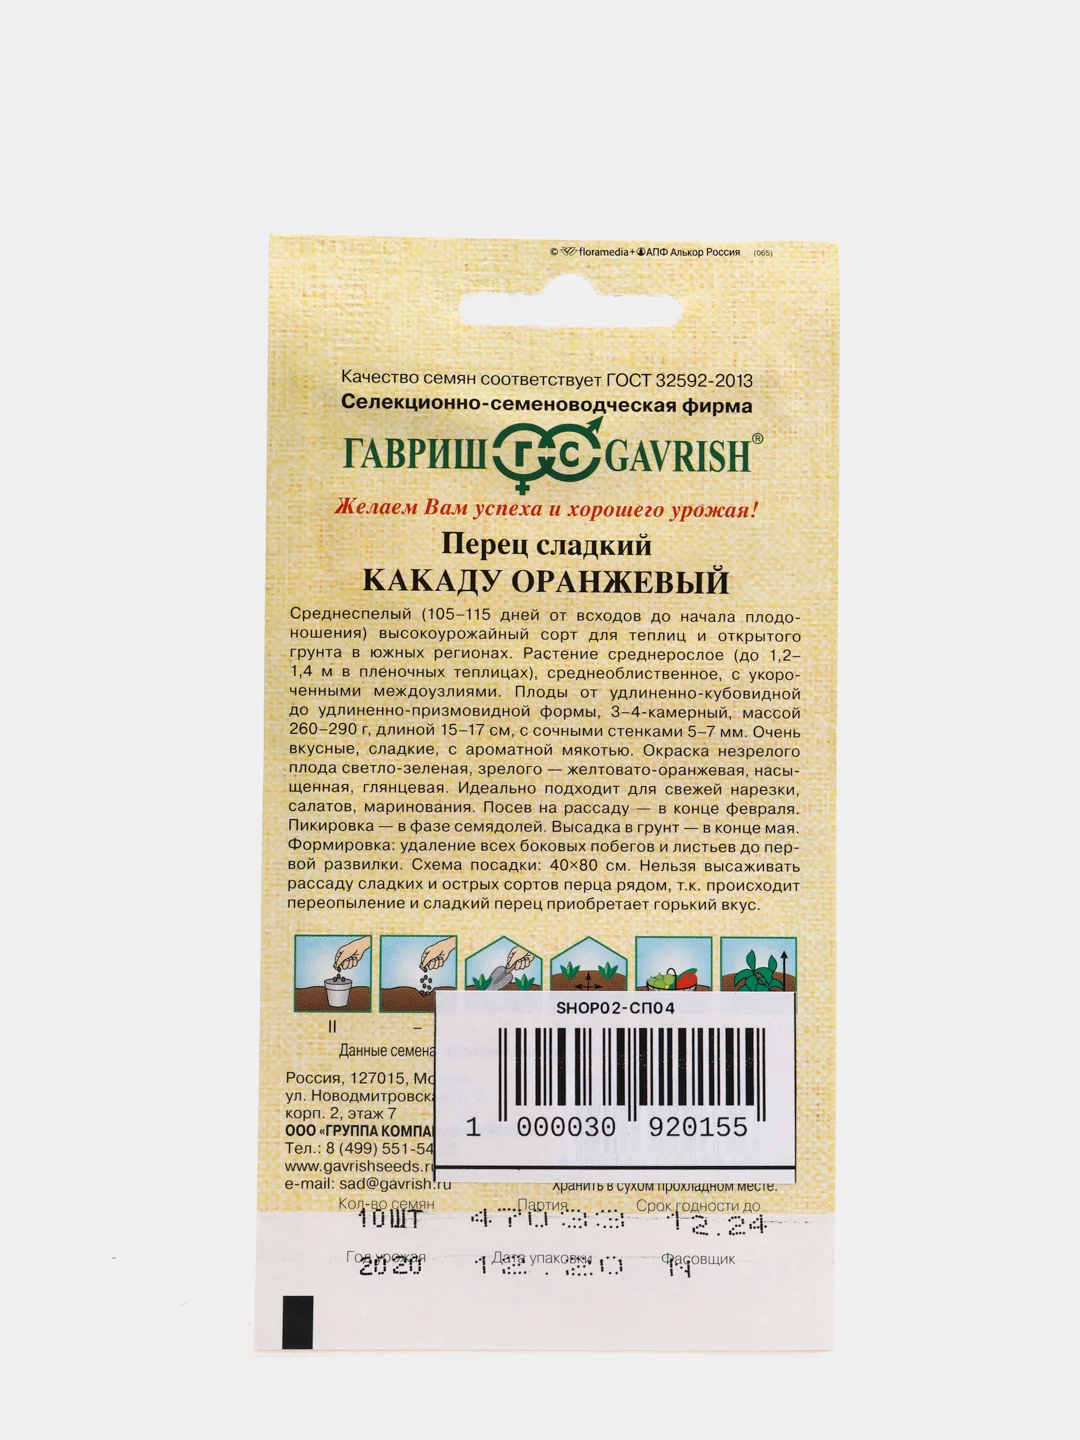 © floramedia + АПФ Алькор Россия (065)
Качество семян соответствует ГОСТ 32592-2013
Селекционно-семеноводческая фирма
ГАВРИШ Г С GAVRISH®
Желаем Вам успеха и хорошего урожая!
Перец сладкий
КАКАДУ ОРАНЖЕВЫЙ
Среднеспелый (105–115 дней от всходов до начала плодо-
ношения) высокоурожайный сорт для теплиц и открытого
грунта в южных регионах. Растение среднерослое (до 1,2–
1,4 м в пленочных теплицах), среднеоблиственное, с укоро-
ченными междоузлиями. Плоды от удлиненно-кубовидной
до удлиненно-призмовидной формы, 3–4-камерный, массой
260–290 г, длиной 15–17 см, с сочными стенками 5–7 мм. Очень
вкусные, сладкие, с ароматной мякотью. Окраска незрелого
плода светло-зеленая, зрелого — желтовато-оранжевая, насы-
щенная, глянцевая. Идеально подходит для свежей нарезки,
салатов, маринования. Посев на рассаду — в конце февраля.
Пикировка — в фазе семядолей. Высадка в грунт — в конце мая.
Формировка: удаление всех боковых побегов и листьев до пер-
вой развилки. Схема посадки: 40×80 см. Нельзя высаживать
рассаду сладких и острых сортов перца рядом, т.к. происходит
переопыление и сладкий перец приобретает горький вкус.
II –
SHOP02-СП04
1 000030 920155
Данные семена
Россия, 127015, Мо
ул. Новодмитровска
корп. 2, этаж 7
ООО «ГРУППА КОМПА
Тел.: 8 (499) 551-54
www.gavrishseeds.ru
e-mail: sad@gavrish.ru
Хранить в сухом прохладном месте.
Кол-во семян Партия Срок годности до
10ШТ 47033 12.24
Год урожая Дата упаковки Фасовщик
2020 12.20